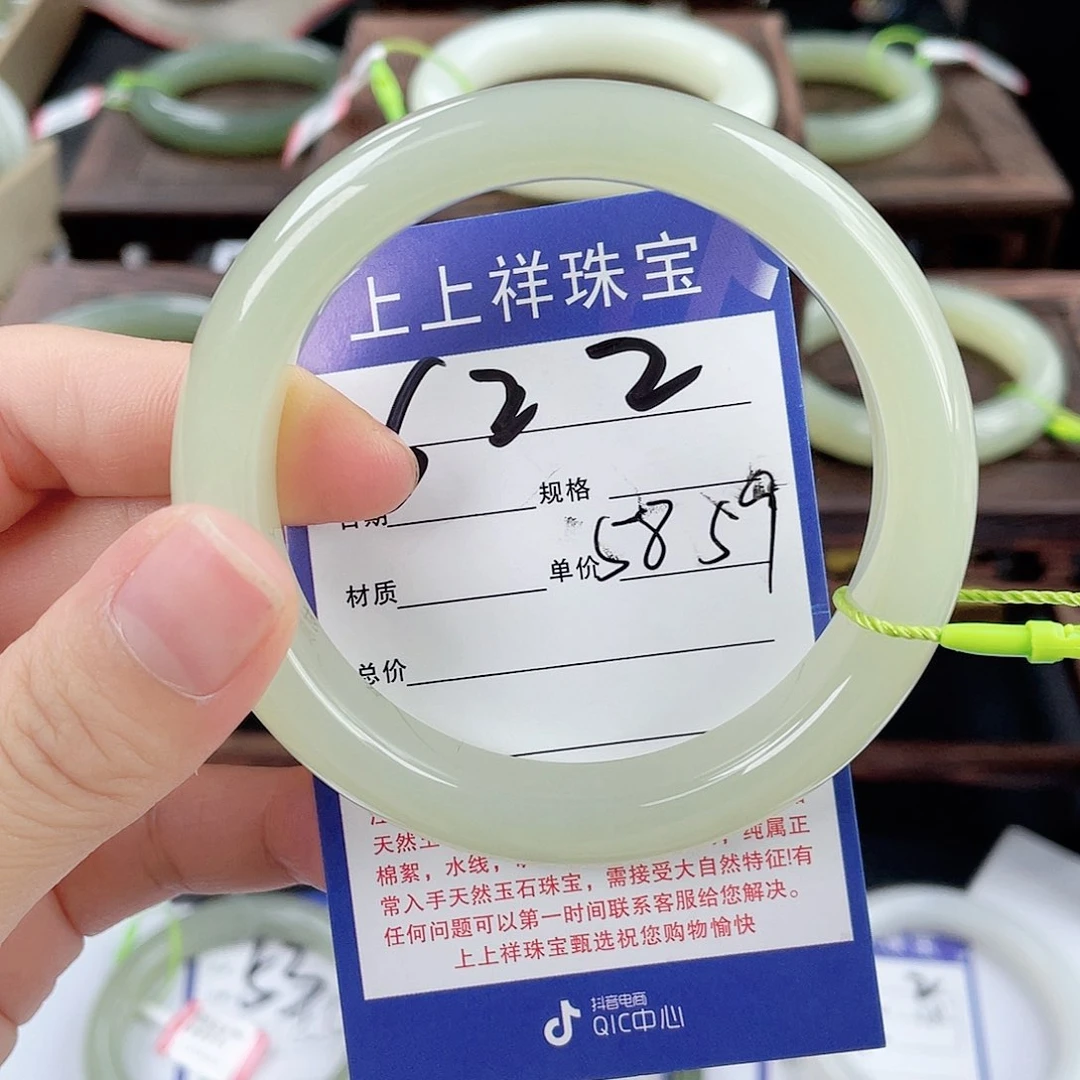 上上祥珠宝
22
规格
日期
58 59
单价
材质
总价
天然
纯属正
棉絮，水线，
常入手天然玉石珠宝，需接受大自然特征!有
任何问题可以第一时间联系客服给您解决。
上上祥珠宝甄选祝您购物愉快
抖音电商
QIC中心
53